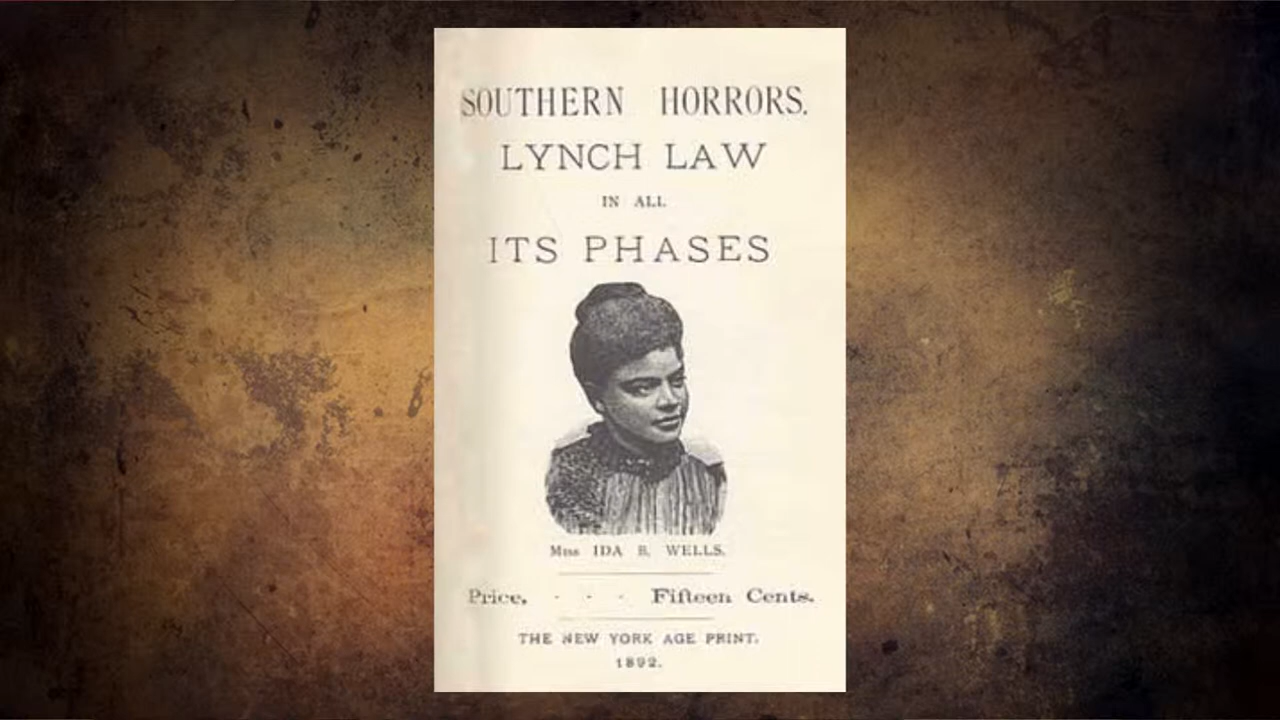 SOUTHERN HORRORS.
LYNCH LAW
IN ALL
ITS PHASES
Miss IDA B. WELLS.
Price, - - - Fifteen Cents.
THE NEW YORK AGE PRINT.
1892.